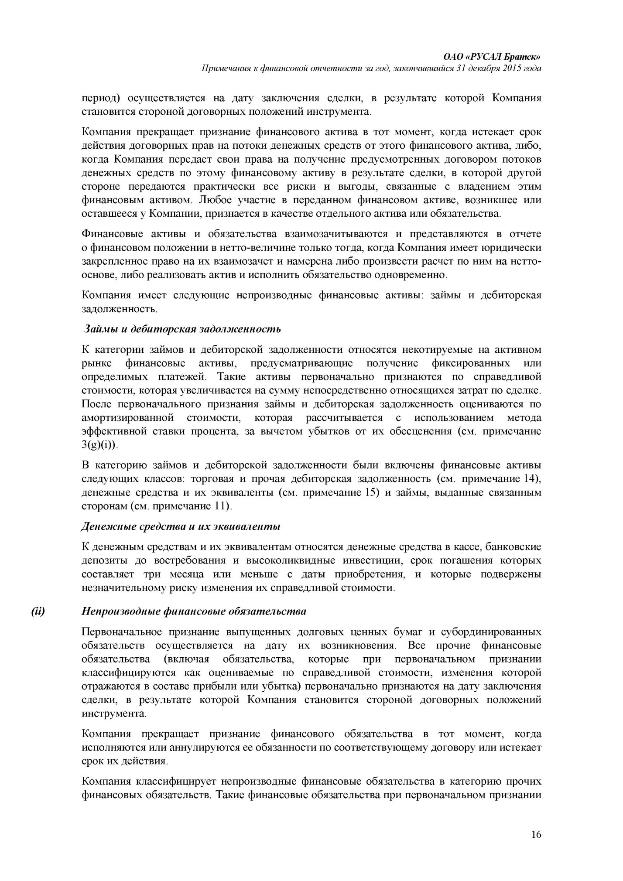 ОАО «РУСАЛ Братск»
Примечания к финансовой отчетности за год, закончившийся 31 декабря 2015 года
период) осуществляется на дату заключения сделки, в результате которой Компания
становится стороной договорных положений инструмента.
Компания прекращает признание финансового актива в тот момент, когда истекает срок
действия договорных прав на потоки денежных средств от этого финансового актива, либо,
когда Компания передаст свои права на получение предусмотренных договором потоков
денежных средств по этому финансовому активу в результате сделки, в которой другой
стороне передаются практически все риски и выгоды, связанные с владением этим
финансовым активом. Любое участие в переданном финансовом активе, возникшее или
оставшееся у Компании, признается в качестве отдельного актива или обязательства.
Финансовые активы и обязательства взаимозачитываются и представляются в отчете
о финансовом положении в нетто-величине только тогда, когда Компания имеет юридически
закрепленное право на их взаимозачет и намерена либо произвести расчет по ним на нетто-
основе, либо реализовать актив и исполнить обязательство одновременно.
Компания имеет следующие непроизводные финансовые активы: займы и дебиторская
задолженность.
Займы и дебиторская задолженность
К категории займов и дебиторской задолженности относятся некотируемые на активном
рынке финансовые активы, предусматривающие получение фиксированных или
определимых платежей. Такие активы первоначально признаются по справедливой
стоимости, которая увеличивается на сумму непосредственно относящихся затрат по сделке.
После первоначального признания займы и дебиторская задолженность оцениваются по
амортизированной стоимости, которая рассчитывается с использованием метода
эффективной ставки процента, за вычетом убытков от их обесценения (см. примечание
3(g)(i)).
В категорию займов и дебиторской задолженности были включены финансовые активы
следующих классов: торговая и прочая дебиторская задолженность (см. примечание 14),
денежные средства и их эквиваленты (см. примечание 15) и займы, выданные связанным
сторонам (см. примечание 11).
Денежные средства и их эквиваленты
К денежным средствам и их эквивалентам относятся денежные средства в кассе, банковские
депозиты до востребования и высоколиквидные инвестиции, срок погашения которых
составляет три месяца или меньше с даты приобретения, и которые подвержены
незначительному риску изменения их справедливой стоимости.
(ii) Непроизводные финансовые обязательства
Первоначальное признание выпущенных долговых ценных бумаг и субординированных
обязательств осуществляется на дату их возникновения. Все прочие финансовые
обязательства (включая обязательства, которые при первоначальном признании
классифицируются как оцениваемые по справедливой стоимости, изменения которой
отражаются в составе прибыли или убытка) первоначально признаются на дату заключения
сделки, в результате которой Компания становится стороной договорных положений
инструмента.
Компания прекращает признание финансового обязательства в тот момент, когда
исполняются или аннулируются ее обязанности по соответствующему договору или истекает
срок их действия.
Компания классифицирует непроизводные финансовые обязательства в категорию прочих
финансовых обязательств. Такие финансовые обязательства при первоначальном признании
16